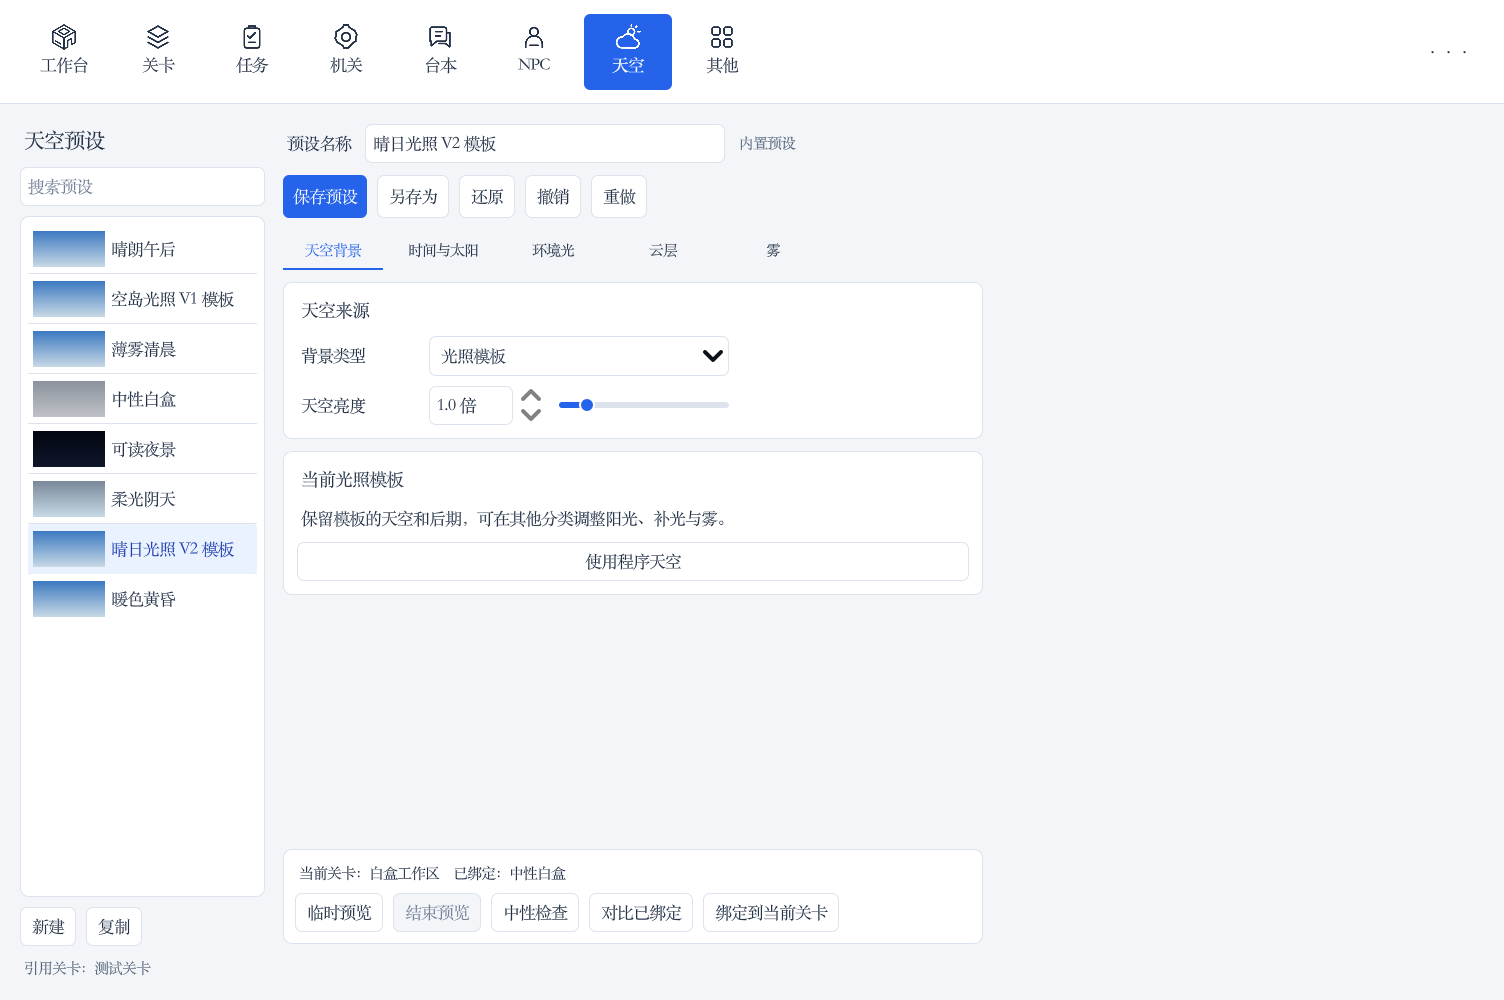 工作台
关卡
任务
机关
台本
NPC
天空
其他
. . .
天空预设
搜索预设
晴朗午后
空岛光照 V1 模板
薄雾清晨
中性白盒
可读夜景
柔光阴天
晴日光照 V2 模板
暖色黄昏
新建
复制
引用关卡：测试关卡
预设名称
晴日光照 V2 模板
内置预设
保存预设
另存为
还原
撤销
重做
天空背景
时间与太阳
环境光
云层
雾
天空来源
背景类型
光照模板
天空亮度
1.0 倍
当前光照模板
保留模板的天空和后期，可在其他分类调整阳光、补光与雾。
使用程序天空
当前关卡：白盒工作区 已绑定：中性白盒
临时预览
结束预览
中性检查
对比已绑定
绑定到当前关卡